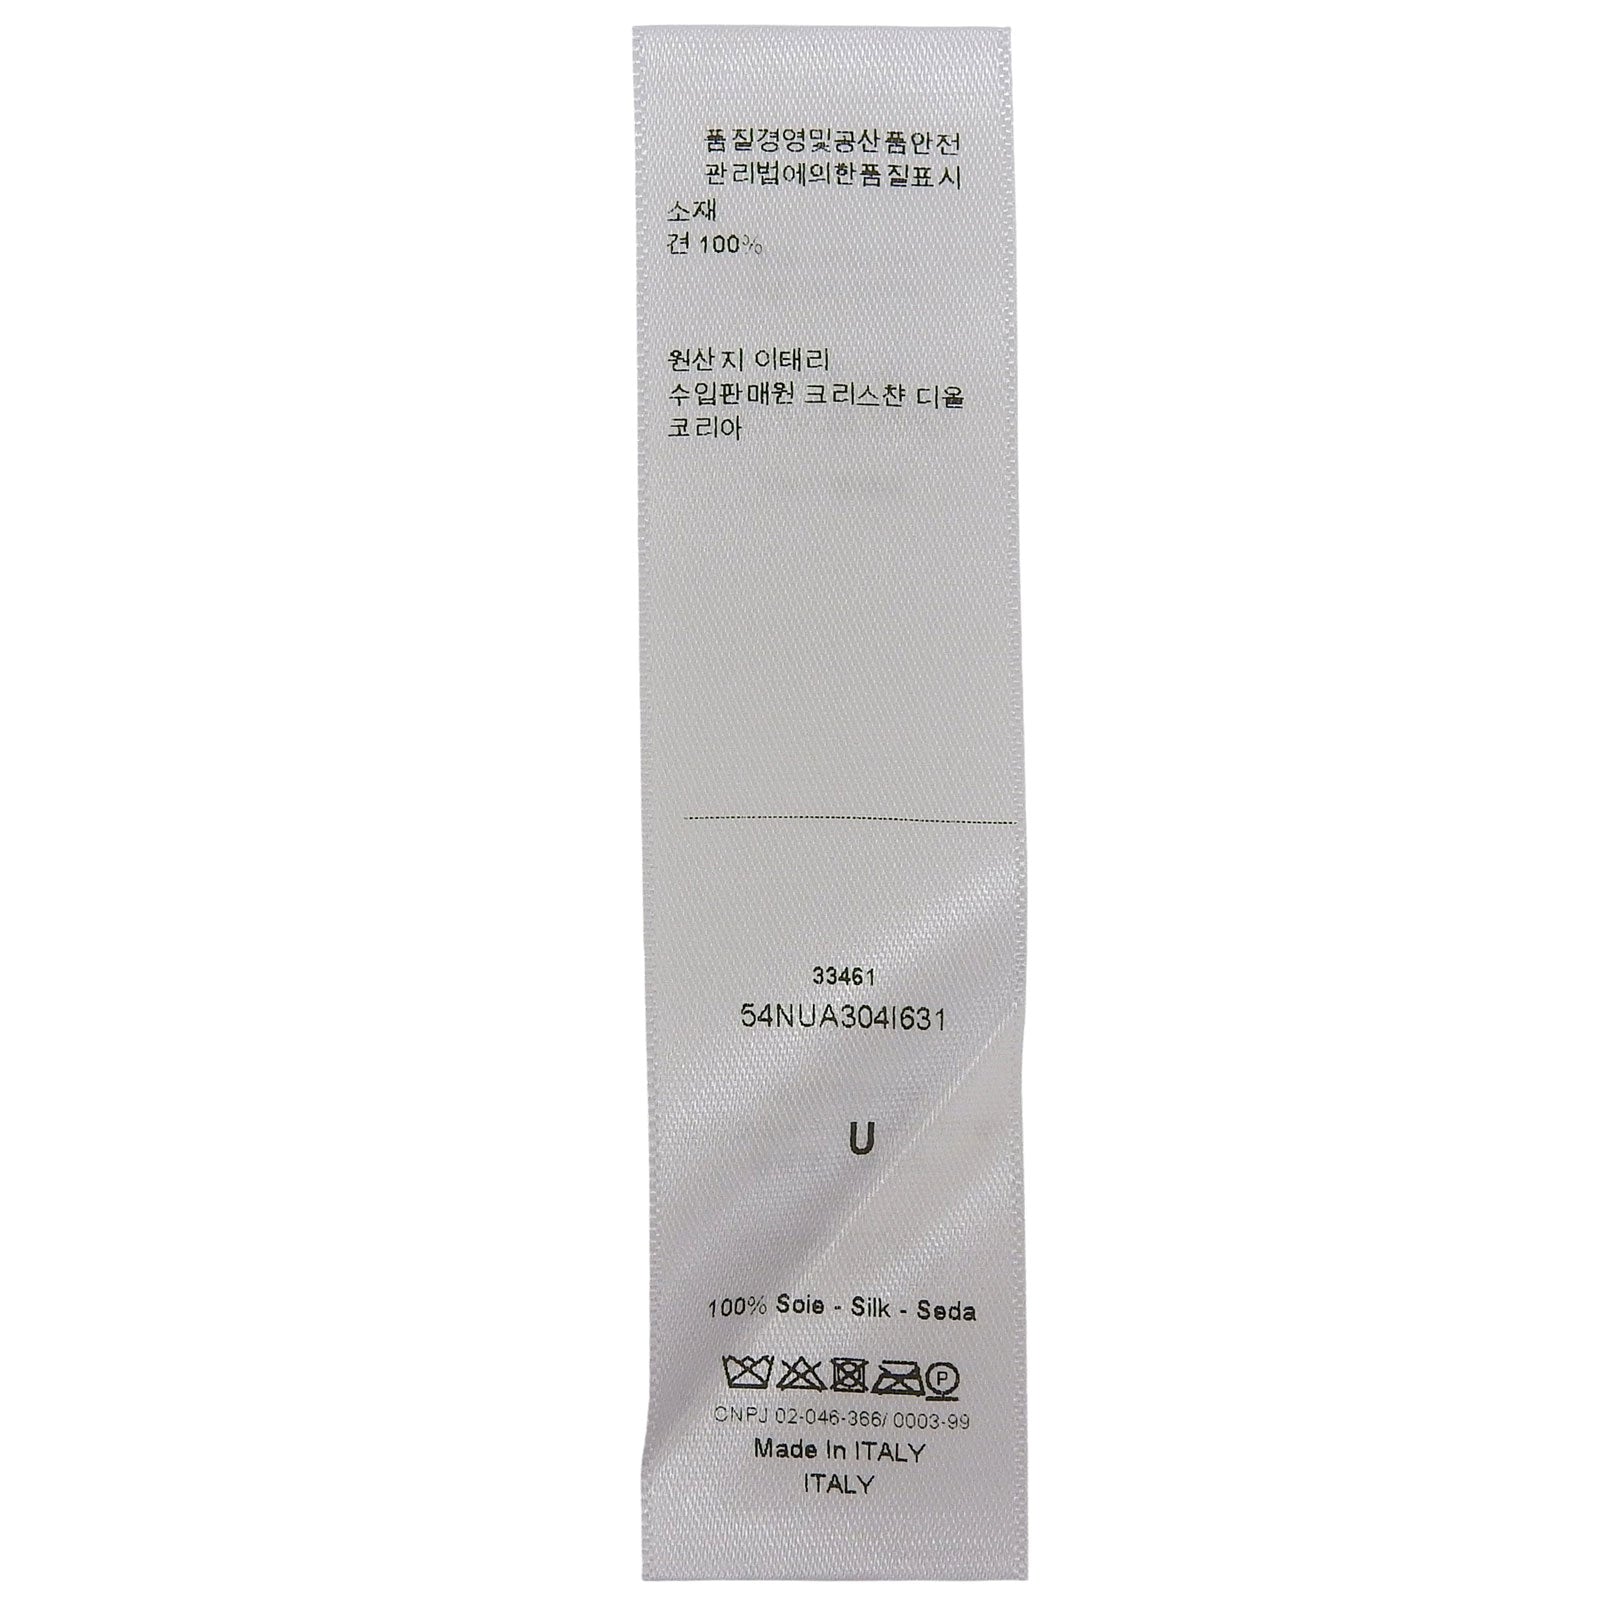 품질경영및공산품안전
관리법에의한품질표시
소재
견 100%
원산지 이태리
수입판매원 크리스챤 디올
코리아
33461
54NUA304I631
U
100% Soie - Silk - Seda
P
CNPJ 02-046-366/ 0003-99
Made In ITALY
ITALY